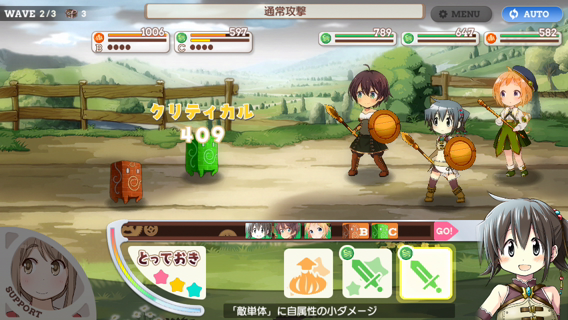 WAVE 2/3 3
通常攻撃
MENU
AUTO
1006
B
597
C
789
647
582
クリティカル
409
B C GO!
とっておき
SUPPORT
「敵単体」に自属性の小ダメージ